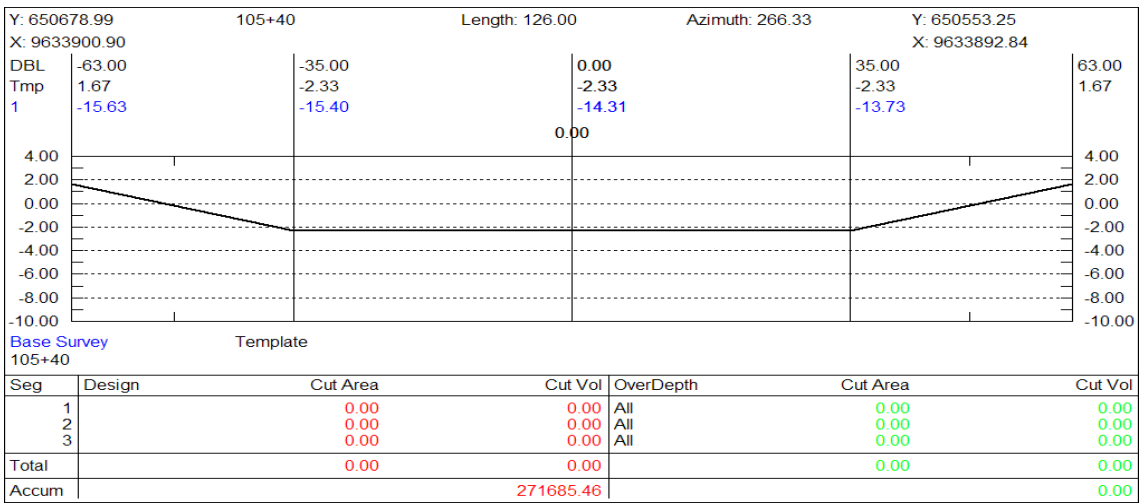 Y: 650678.99 105+40 Length: 126.00 Azimuth: 266.33 Y: 650553.25
X: 9633900.90 X: 9633892.84
DBL -63.00 -35.00 0.00 35.00 63.00
Tmp 1.67 -2.33 -2.33 -2.33 1.67
1 -15.63 -15.40 -14.31 -13.73
0.00
4.00 4.00
2.00 2.00
0.00 0.00
-2.00 -2.00
-4.00 -4.00
-6.00 -6.00
-8.00 -8.00
-10.00 -10.00
Base Survey Template
105+40
Seg Design Cut Area Cut Vol OverDepth Cut Area Cut Vol
1 0.00 0.00 All 0.00 0.00
2 0.00 0.00 All 0.00 0.00
3 0.00 0.00 All 0.00 0.00
Total 0.00 0.00 0.00 0.00
Accum 271685.46 0.00